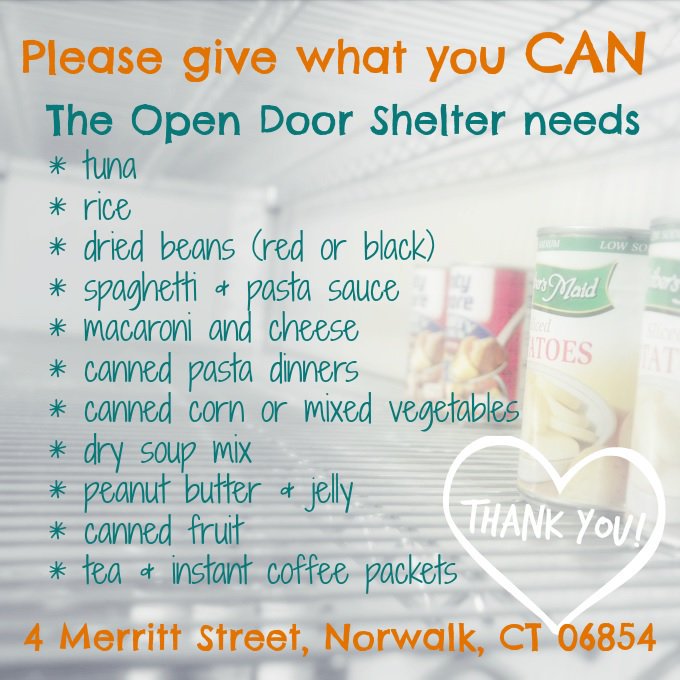 Please give what you CAN
The Open Door Shelter needs
* tuna
* rice
* dried beans (red or black)
* spaghetti & pasta sauce
* macaroni and cheese
* canned pasta dinners
* canned corn or mixed vegetables
* dry soup mix
* peanut butter & jelly
* canned fruit
* tea & instant coffee packets
THANK YOU!
4 Merritt Street, Norwalk, CT 06854
LOW
Maid